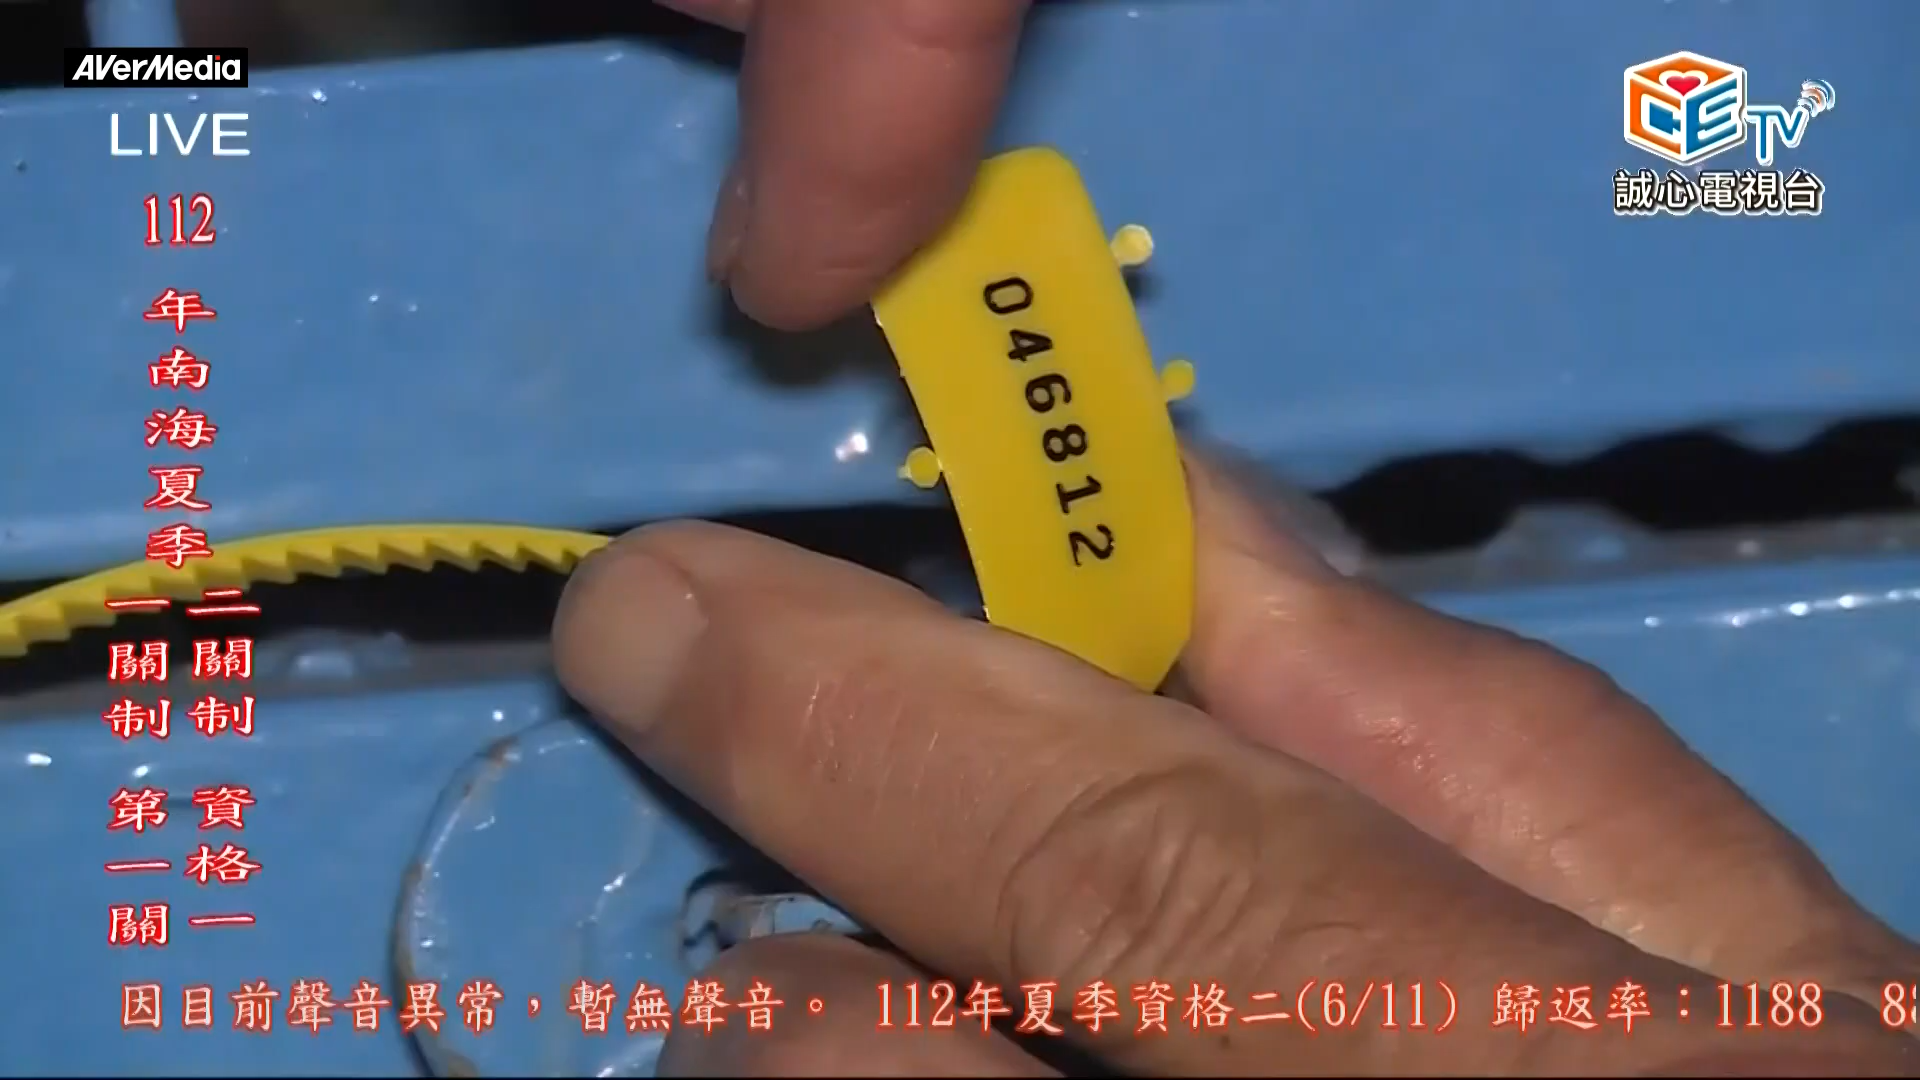 AVerMedia
LIVE
CETV
誠心電視台
112
年南海夏季
二關制 資格一
一關制 第一關
046812
因目前聲音異常，暫無聲音。 112年夏季資格二(6/11) 歸返率：1188